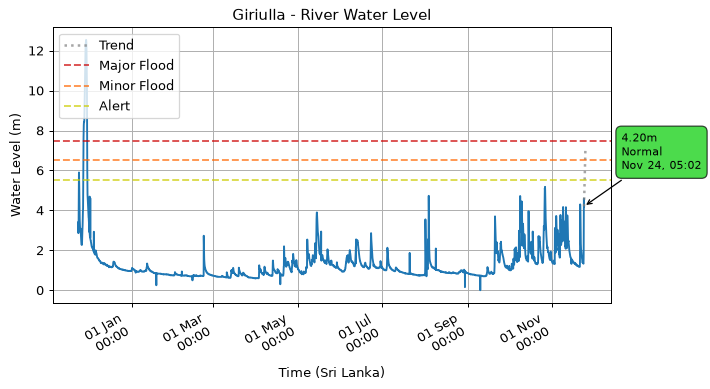 Giriulla - River Water Level
Trend
Major Flood
Minor Flood
Alert
12
10
8
6
4
2
0
Water Level (m)
4.20m
Normal
Nov 24, 05:02
01 Jan
00:00
01 Mar
00:00
01 May
00:00
01 Jul
00:00
01 Sep
00:00
01 Nov
00:00
Time (Sri Lanka)